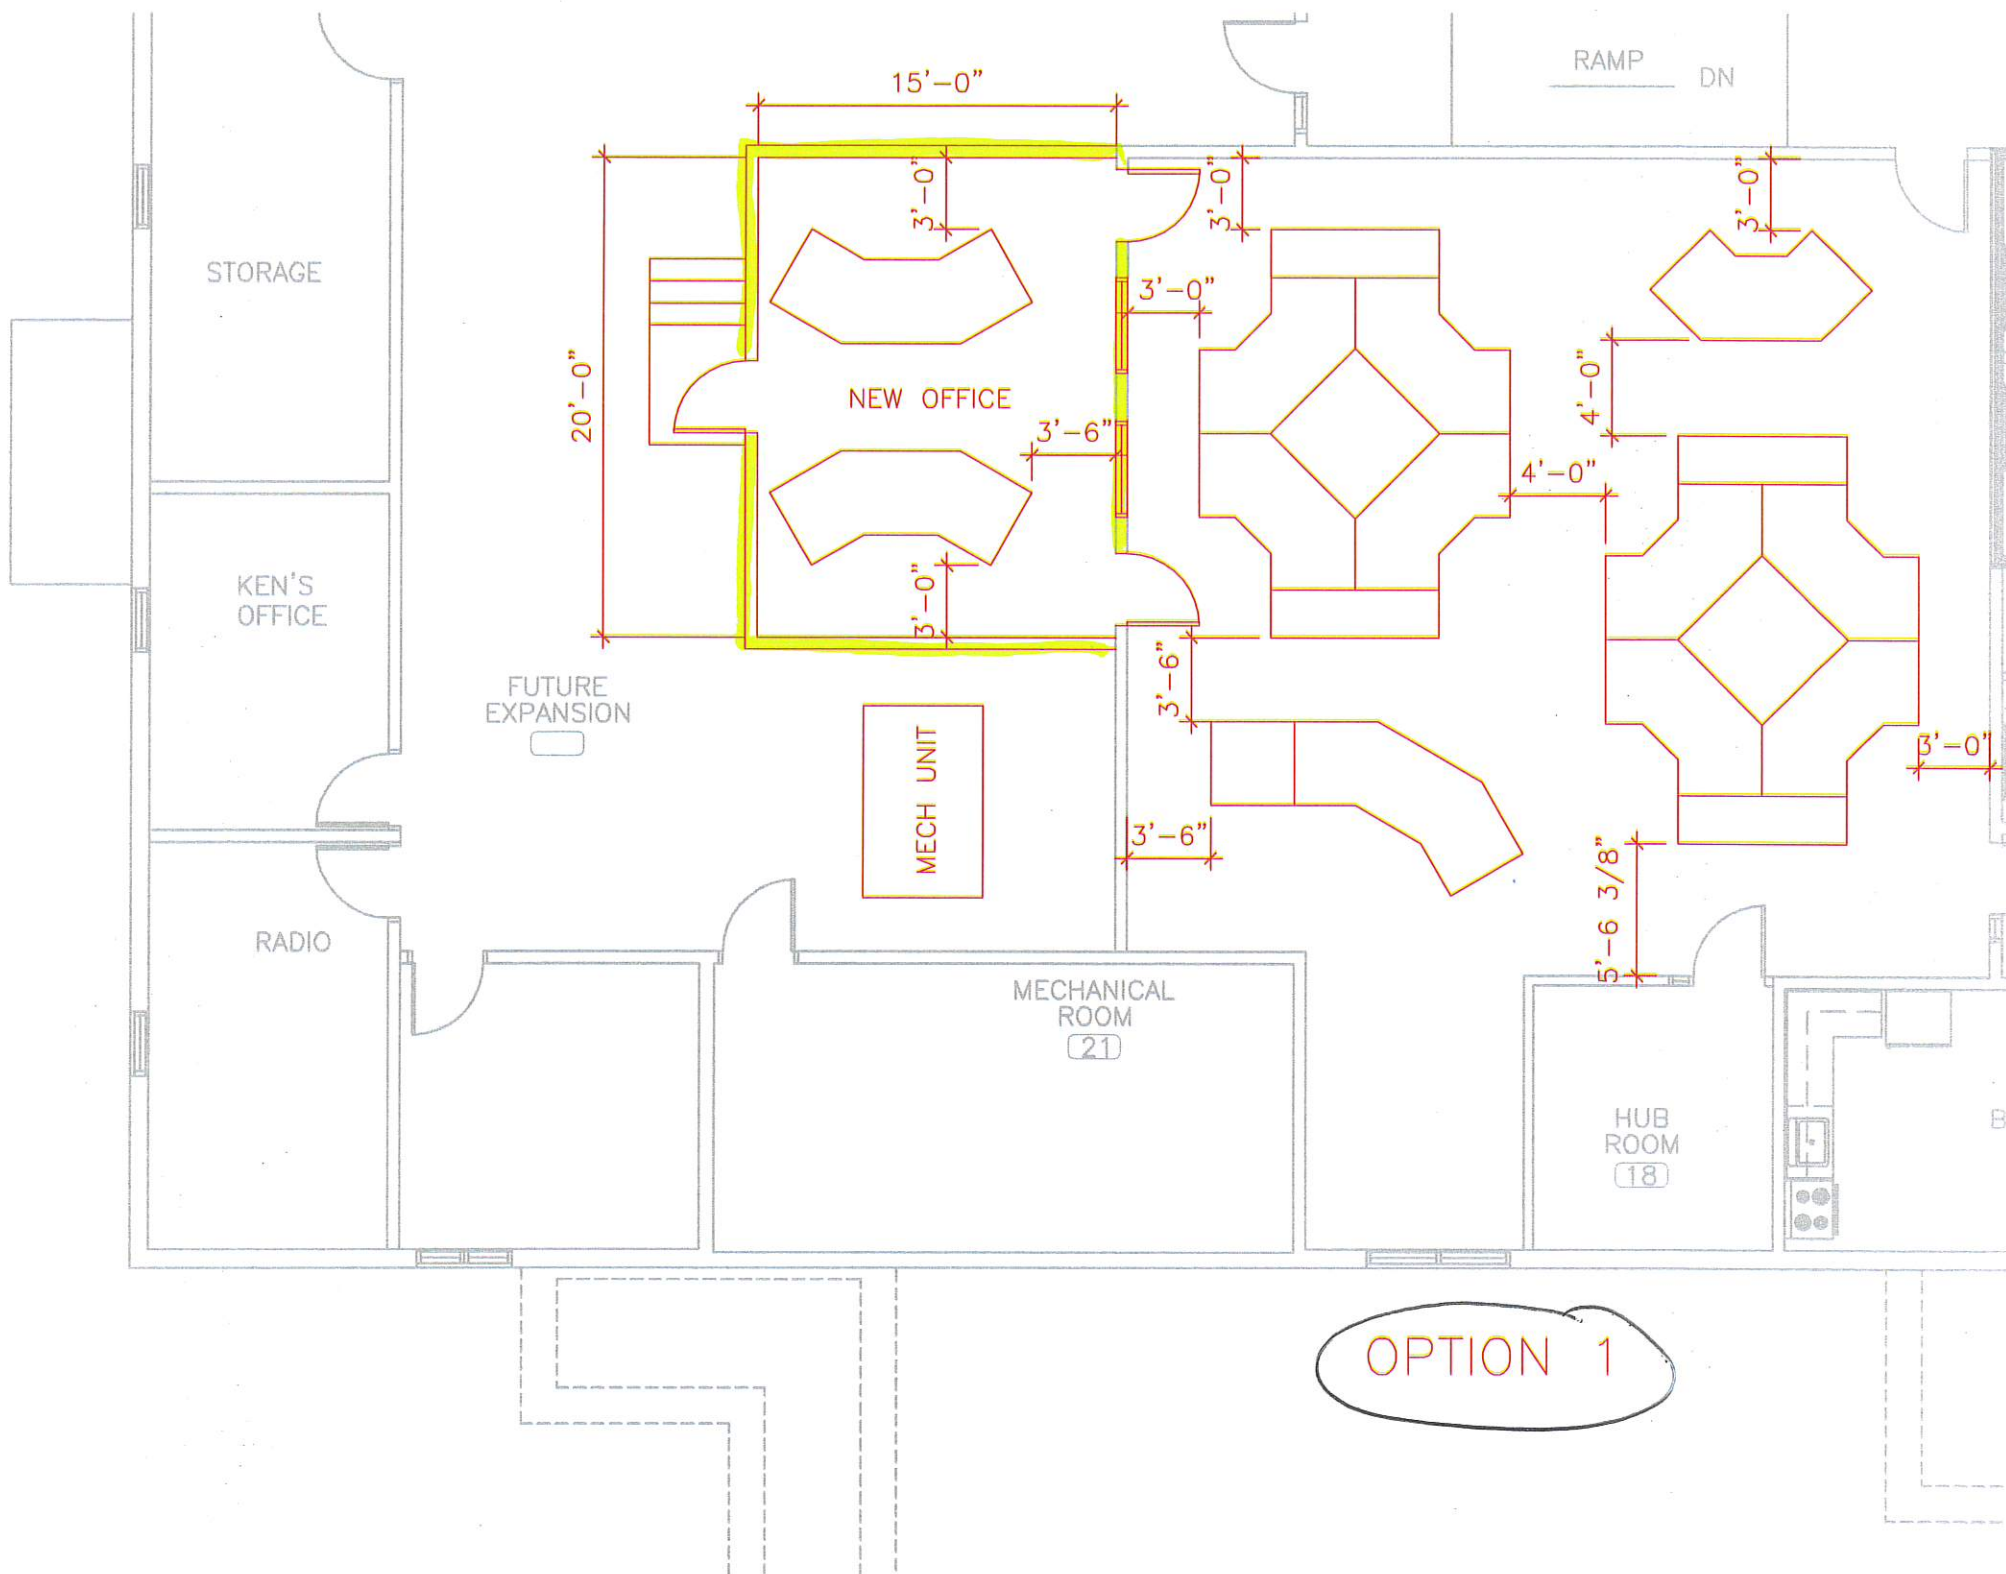 RAMP
DN
15'-0"
3'-0"
3'-0"
3'-0"
STORAGE
3'-0"
20'-0"
NEW OFFICE
4'-0"
3'-6"
4'-0"
KEN'S
OFFICE
3'-0"
3'-6"
FUTURE
EXPANSION
MECH UNIT
3'-0"
3'-6"
5'-6 3/8"
RADIO
MECHANICAL
ROOM
21
HUB
ROOM
18
B
OPTION 1